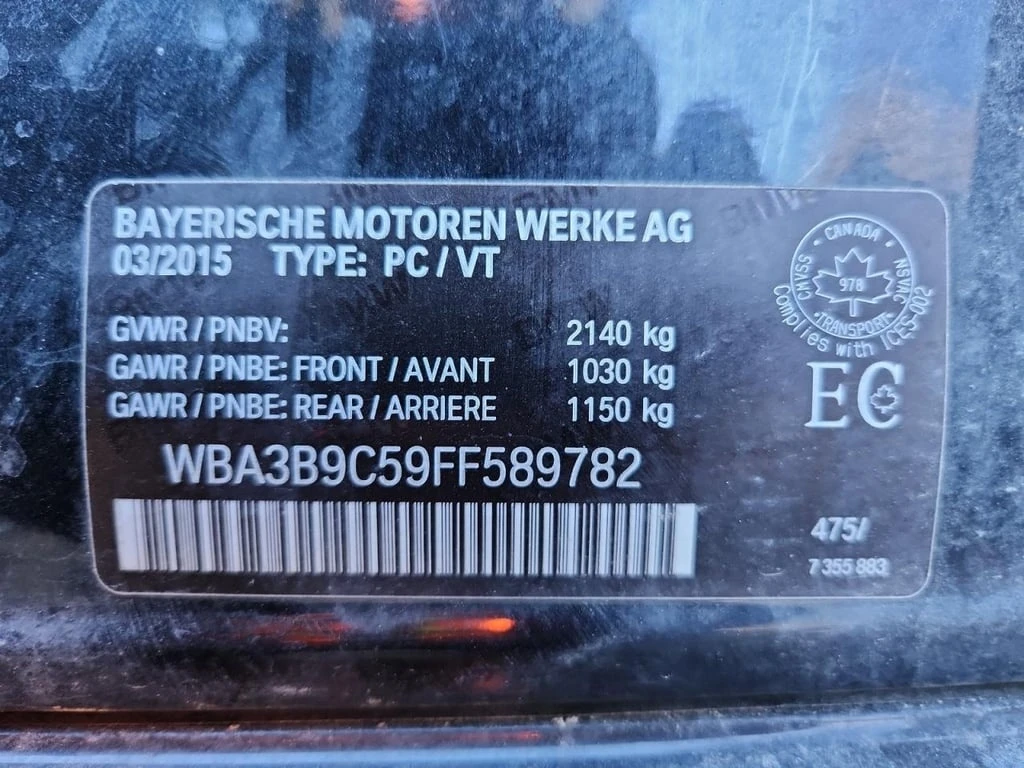 BAYERISCHE MOTOREN WERKE AG
03/2015 TYPE: PC / VT
GVWR / PNBV: 2140 kg
GAWR / PNBE: FRONT / AVANT 1030 kg
GAWR / PNBE: REAR / ARRIERE 1150 kg
WBA3B9C59FF589782
CANADA
CMVSS 978 NSVAC
TRANSPORT
Complies with ICES-002
EC
475/
7 355 883